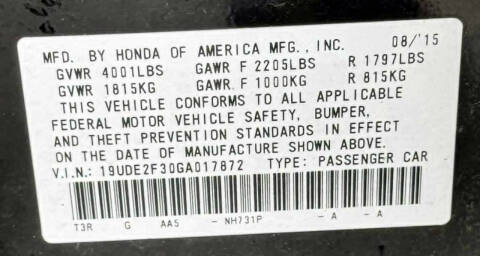 MFD. BY HONDA OF AMERICA MFG., INC. 08/'15
GVWR 4001LBS GAWR F 2205LBS R 1797LBS
GVWR 1815KG GAWR F 1000KG R 815KG
THIS VEHICLE CONFORMS TO ALL APPLICABLE
FEDERAL MOTOR VEHICLE SAFETY, BUMPER,
AND THEFT PREVENTION STANDARDS IN EFFECT
ON THE DATE OF MANUFACTURE SHOWN ABOVE.
V.I.N.: 19UDE2F30GA017872 TYPE: PASSENGER CAR
T3R G AA5 - NH731P - A - A